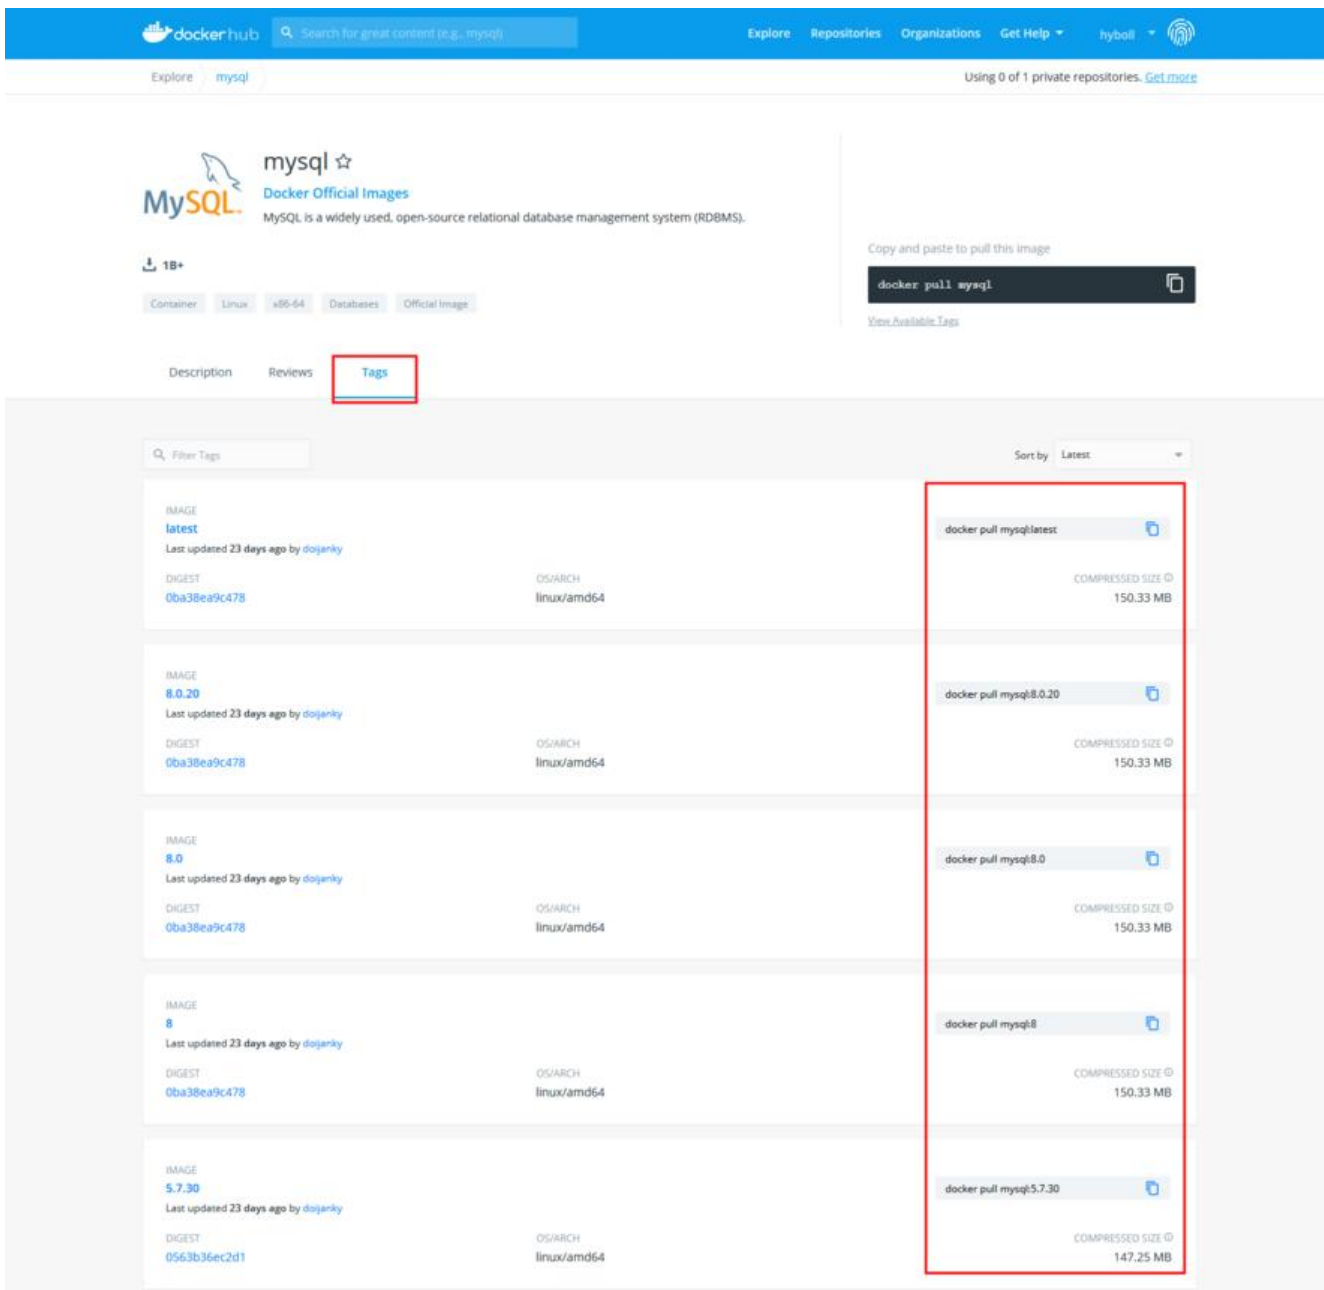 dockerhub Search for great content (e.g., mysql) Explore Repositories Organizations Get Help hyboll
Explore mysql Using 0 of 1 private repositories. Get more
mysql
Docker Official Images
MySQL is a widely used, open-source relational database management system (RDBMS).
MySQL
1B+
Container Linux x86-64 Databases Official Image
Copy and paste to pull this image
docker pull mysql
View Available Tags
Description Reviews Tags
Filter Tags Sort by Latest
IMAGE
latest docker pull mysql:latest
Last updated 23 days ago by doijanky
DIGEST OS/ARCH COMPRESSED SIZE
0ba38ea9c478 linux/amd64 150.33 MB
IMAGE
8.0.20 docker pull mysql:8.0.20
Last updated 23 days ago by doijanky
DIGEST OS/ARCH COMPRESSED SIZE
0ba38ea9c478 linux/amd64 150.33 MB
IMAGE
8.0 docker pull mysql:8.0
Last updated 23 days ago by doijanky
DIGEST OS/ARCH COMPRESSED SIZE
0ba38ea9c478 linux/amd64 150.33 MB
IMAGE
8 docker pull mysql:8
Last updated 23 days ago by doijanky
DIGEST OS/ARCH COMPRESSED SIZE
0ba38ea9c478 linux/amd64 150.33 MB
IMAGE
5.7.30 docker pull mysql:5.7.30
Last updated 23 days ago by doijanky
DIGEST OS/ARCH COMPRESSED SIZE
0563b36ec2d1 linux/amd64 147.25 MB